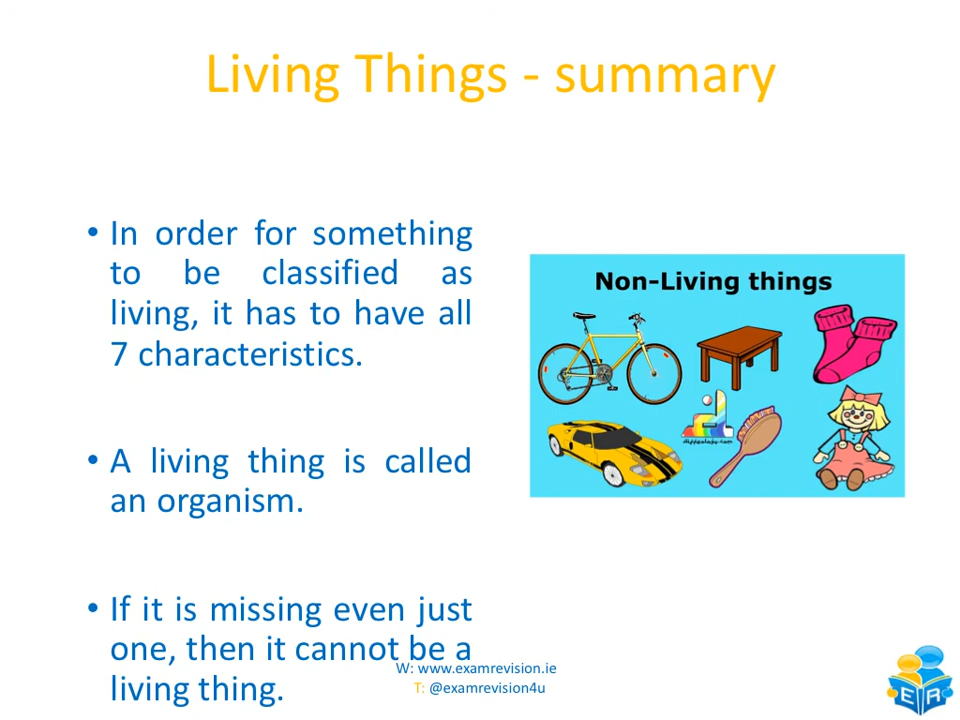 Living Things - summary
• In order for something
to be classified as
living, it has to have all
7 characteristics.
• A living thing is called
an organism.
• If it is missing even just
one, then it cannot be a
living thing.
Non-Living things
W: www.examrevision.ie
T: @examrevision4u
E R